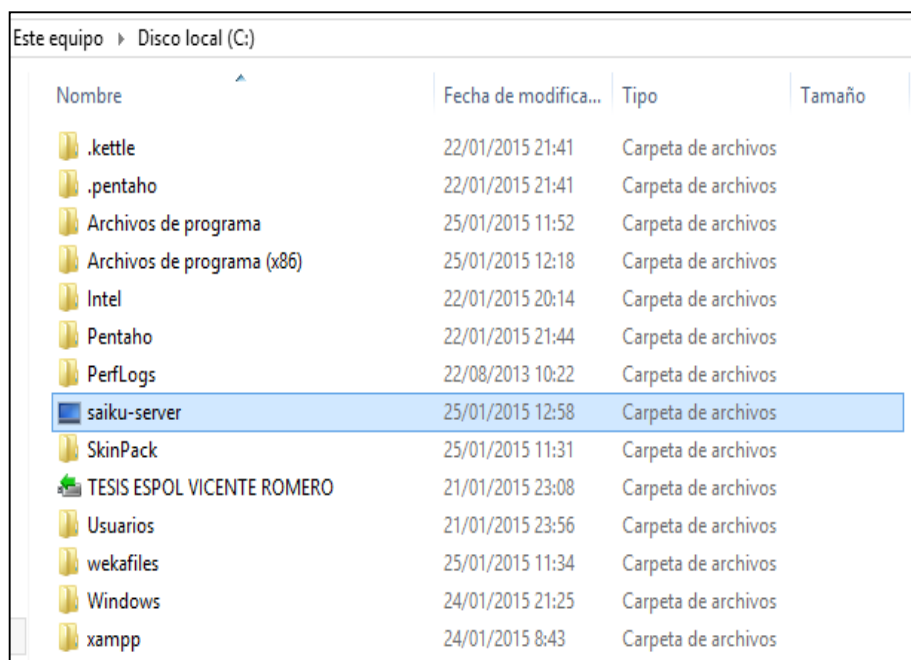 Este equipo ▸ Disco local (C:)
Nombre Fecha de modifica... Tipo Tamaño
.kettle 22/01/2015 21:41 Carpeta de archivos
.pentaho 22/01/2015 21:41 Carpeta de archivos
Archivos de programa 25/01/2015 11:52 Carpeta de archivos
Archivos de programa (x86) 25/01/2015 12:18 Carpeta de archivos
Intel 22/01/2015 20:14 Carpeta de archivos
Pentaho 22/01/2015 21:44 Carpeta de archivos
PerfLogs 22/08/2013 10:22 Carpeta de archivos
saiku-server 25/01/2015 12:58 Carpeta de archivos
SkinPack 25/01/2015 11:31 Carpeta de archivos
TESIS ESPOL VICENTE ROMERO 21/01/2015 23:08 Carpeta de archivos
Usuarios 21/01/2015 23:56 Carpeta de archivos
wekafiles 25/01/2015 11:34 Carpeta de archivos
Windows 24/01/2015 21:25 Carpeta de archivos
xampp 24/01/2015 8:43 Carpeta de archivos